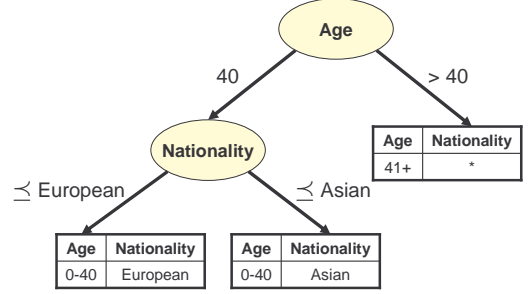 Age
40
> 40
Age Nationality
41+ *
Nationality
⪯ European
⪯ Asian
Age Nationality
0-40 European
Age Nationality
0-40 Asian